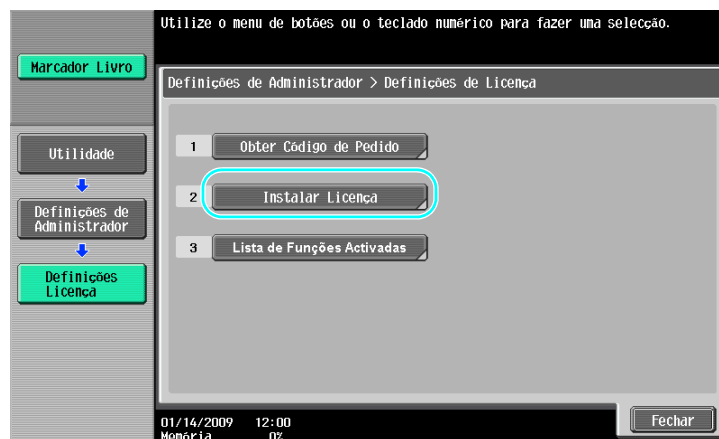 Utilize o menu de botões ou o teclado numérico para fazer uma selecção.
Marcador Livro
Definições de Administrador > Definições de Licença
1 Obter Código de Pedido
Utilidade
2 Instalar Licença
Definições de
Administrador
3 Lista de Funções Activadas
Definições
Licença
01/14/2009 12:00
Memória 0%
Fechar